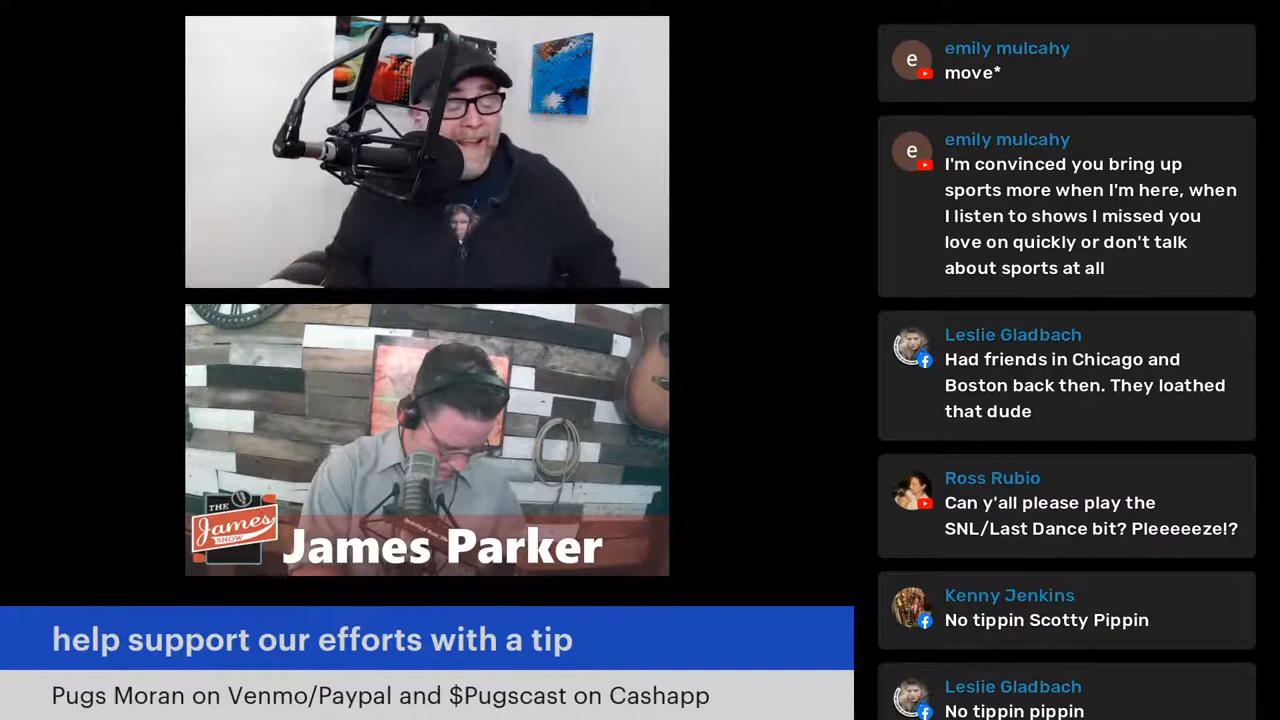 THE
James
SHOW
James Parker
help support our efforts with a tip
Pugs Moran on Venmo/Paypal and $Pugscast on Cashapp
e
emily mulcahy
move*
e
emily mulcahy
I'm convinced you bring up
sports more when I'm here, when
I listen to shows I missed you
love on quickly or don't talk
about sports at all
Leslie Gladbach
Had friends in Chicago and
Boston back then. They loathed
that dude
Ross Rubio
Can y'all please play the
SNL/Last Dance bit? Pleeeeeze!?
Kenny Jenkins
No tippin Scotty Pippin
Leslie Gladbach
No tippin pippin